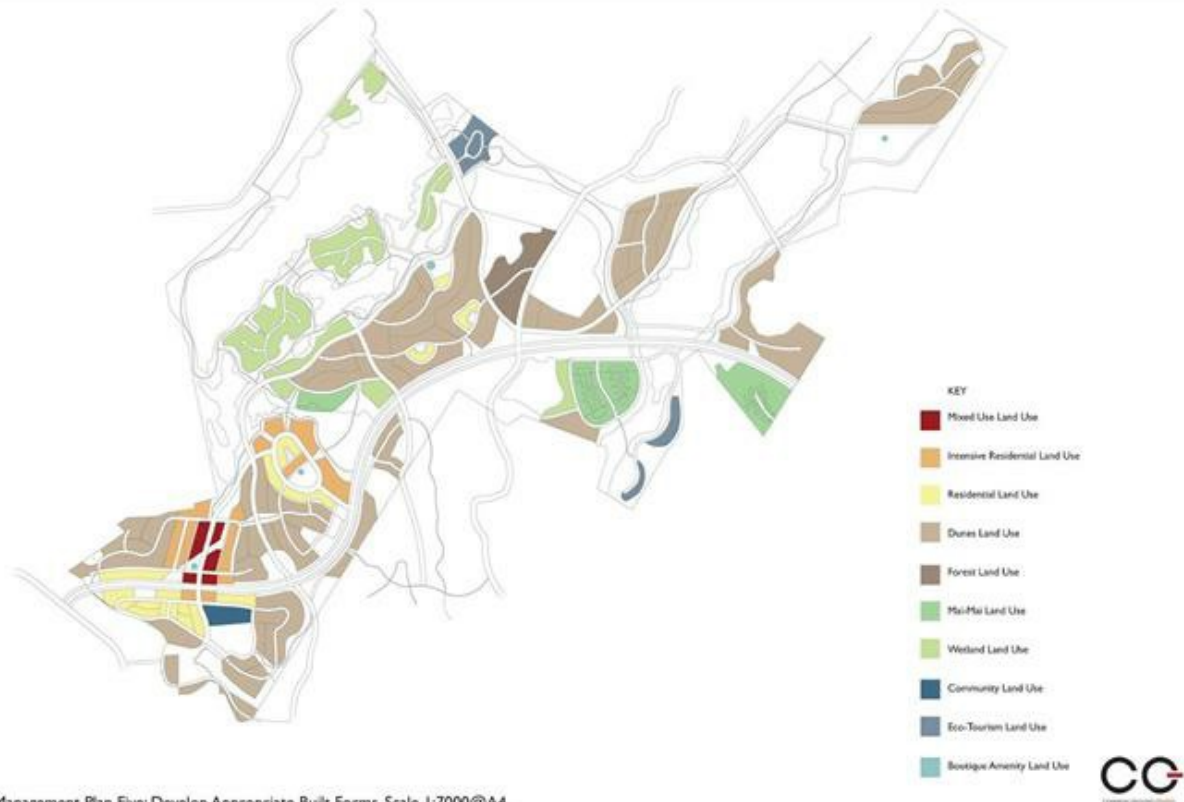 KEY
Mixed Use Land Use
Intensive Residential Land Use
Residential Land Use
Dunes Land Use
Forest Land Use
Mai-Mai Land Use
Wetland Land Use
Community Land Use
Eco-Tourism Land Use
Boutique Amenity Land Use
CG
Management Plan Five: Develop Appropriate Built Forms Scale 1:7000@A4